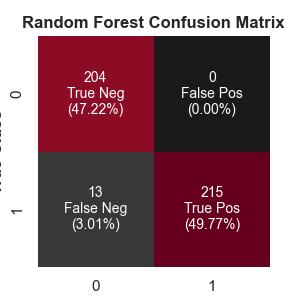 Random Forest Confusion Matrix
0
204
True Neg
(47.22%)
0
False Pos
(0.00%)
1
13
False Neg
(3.01%)
215
True Pos
(49.77%)
0
1